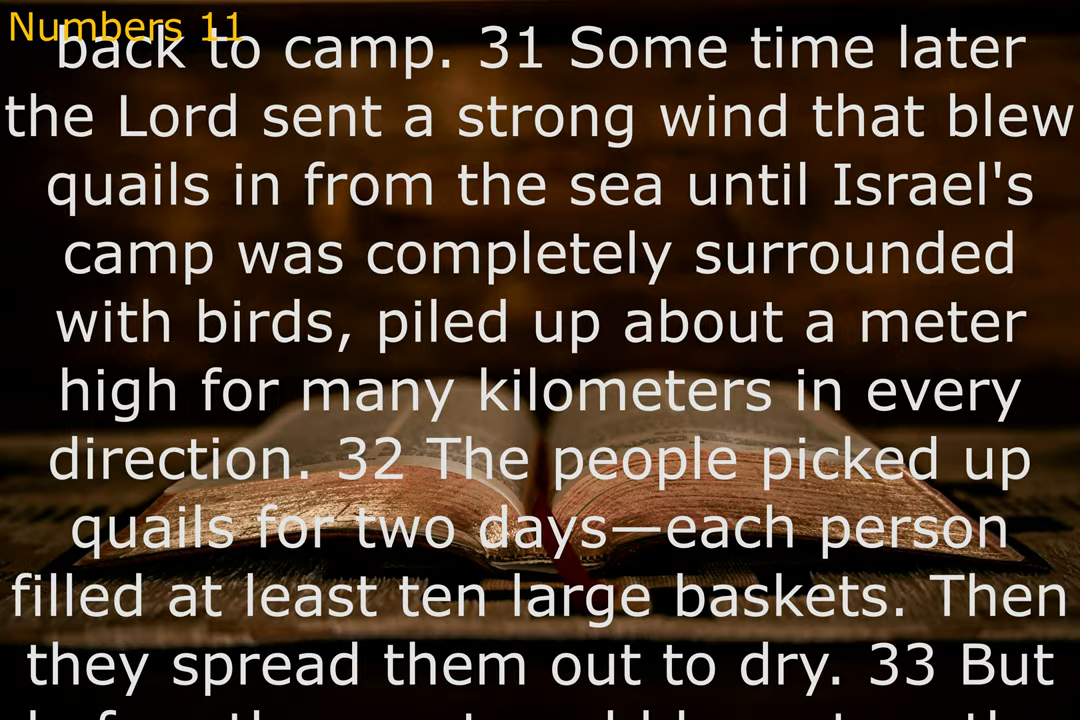 Numbers 11
back to camp. 31 Some time later
the Lord sent a strong wind that blew
quails in from the sea until Israel's
camp was completely surrounded
with birds, piled up about a meter
high for many kilometers in every
direction. 32 The people picked up
quails for two days—each person
filled at least ten large baskets. Then
they spread them out to dry. 33 But